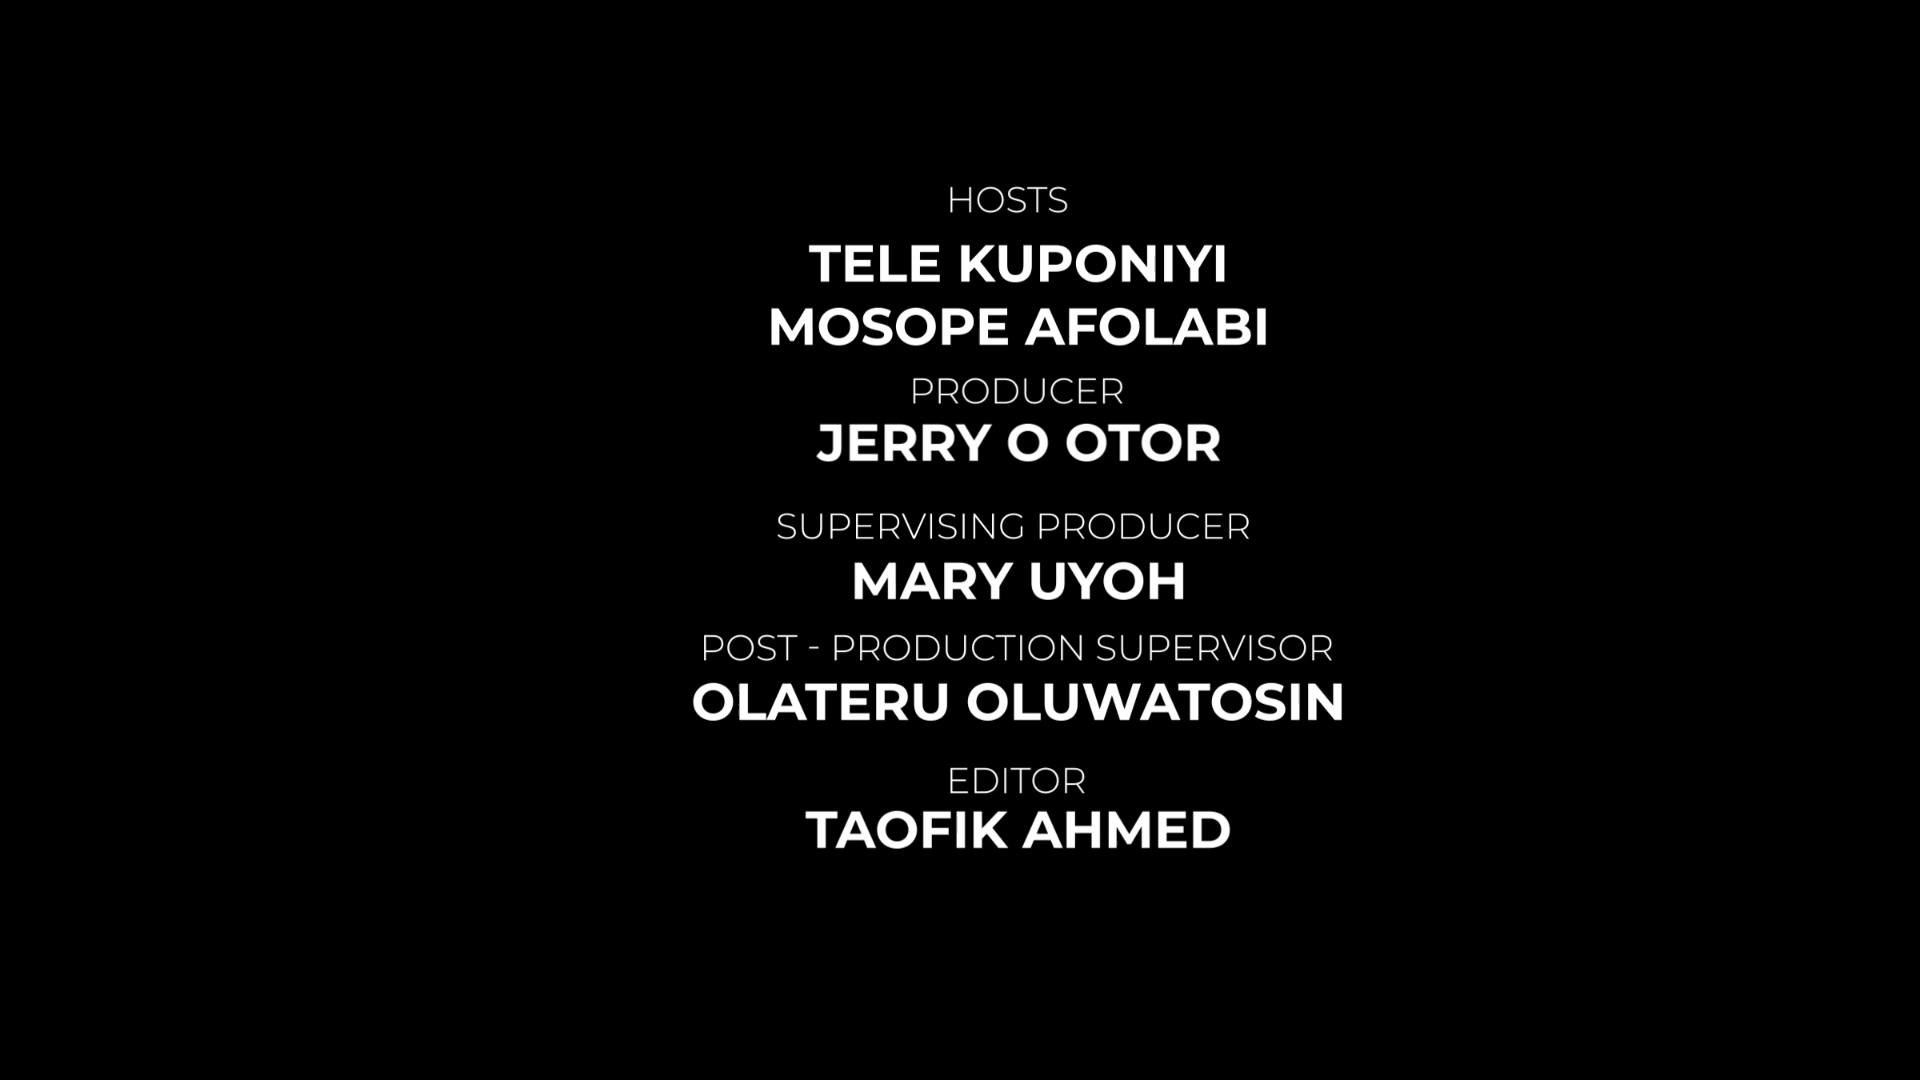 HOSTS
TELE KUPONIYI
MOSOPE AFOLABI
PRODUCER
JERRY O OTOR
SUPERVISING PRODUCER
MARY UYOH
POST - PRODUCTION SUPERVISOR
OLATERU OLUWATOSIN
EDITOR
TAOFIK AHMED